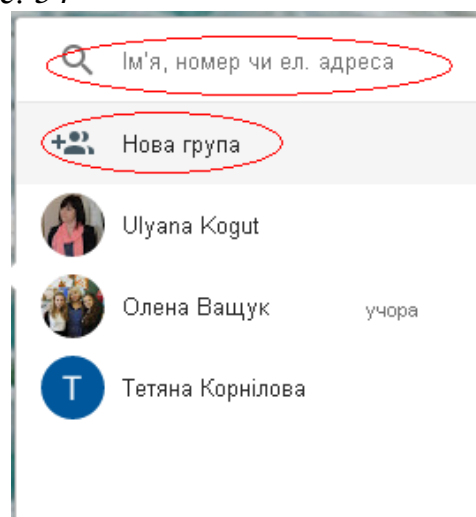 Ім'я, номер чи ел. адреса
Нова група
Ulyana Kogut
Олена Ващук учора
Т
Тетяна Корнілова